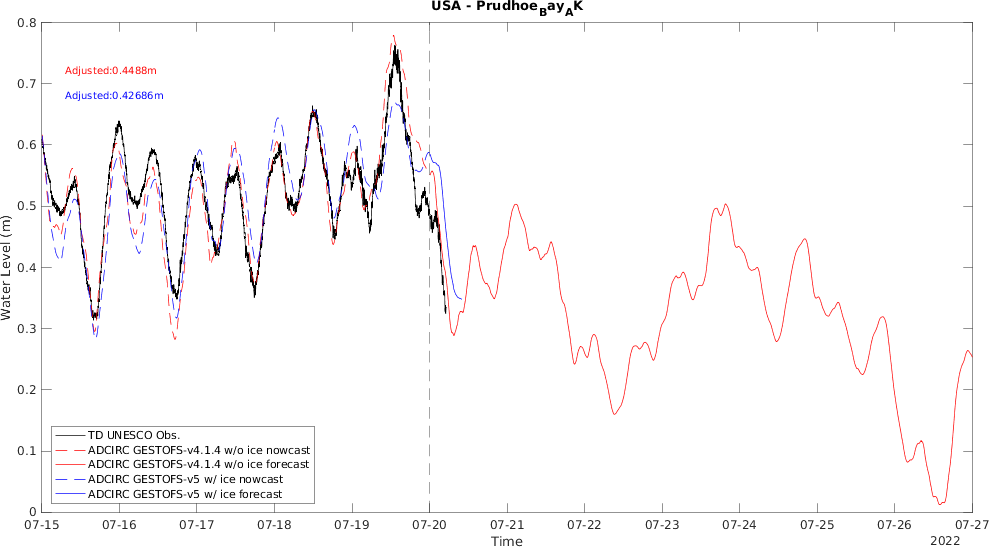 USA - PrudhoeBayAK
0.8
0.7
0.6
0.5
0.4
0.3
0.2
0.1
0
Water Level (m)
Adjusted:0.4488m
Adjusted:0.42686m
TD UNESCO Obs.
ADCIRC GESTOFS-v4.1.4 w/o ice nowcast
ADCIRC GESTOFS-v4.1.4 w/o ice forecast
ADCIRC GESTOFS-v5 w/ ice nowcast
ADCIRC GESTOFS-v5 w/ ice forecast
07-15 07-16 07-17 07-18 07-19 07-20 07-21 07-22 07-23 07-24 07-25 07-26 07-27
Time
2022